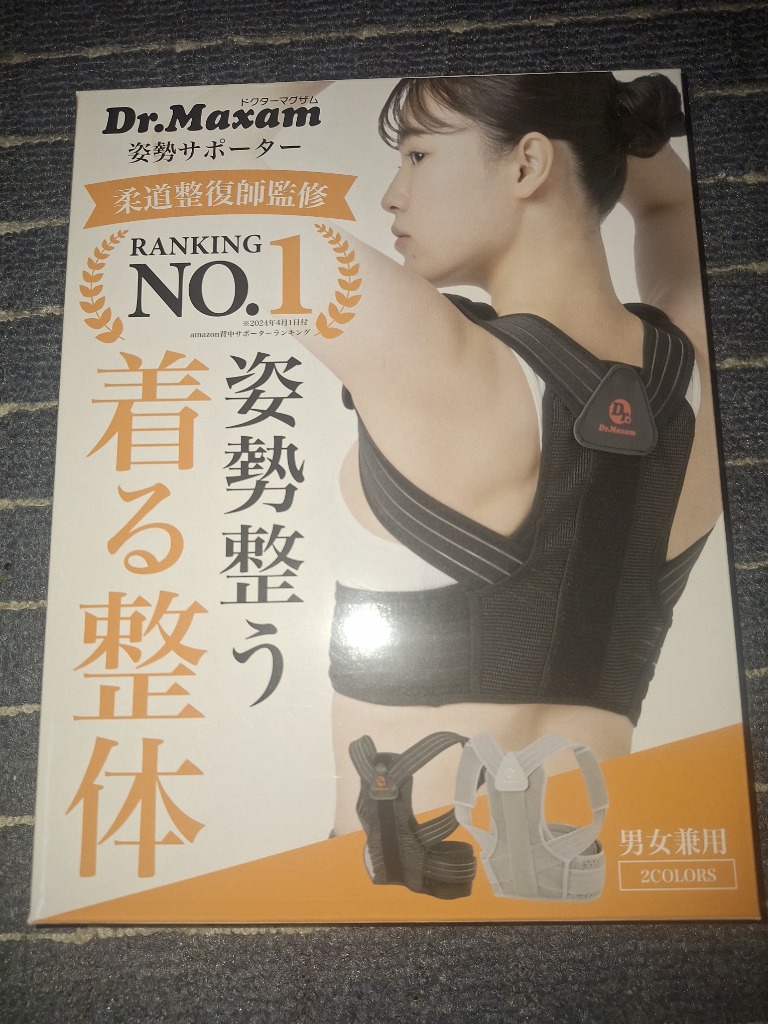 ドクターマグザム
Dr.Maxam
姿勢サポーター
柔道整復師監修
RANKING
NO.1
※2024年4月1日付
amazon背中サポーターランキング
姿勢整う
着る整体
Dr.
Dr.Maxam
男女兼用
2COLORS